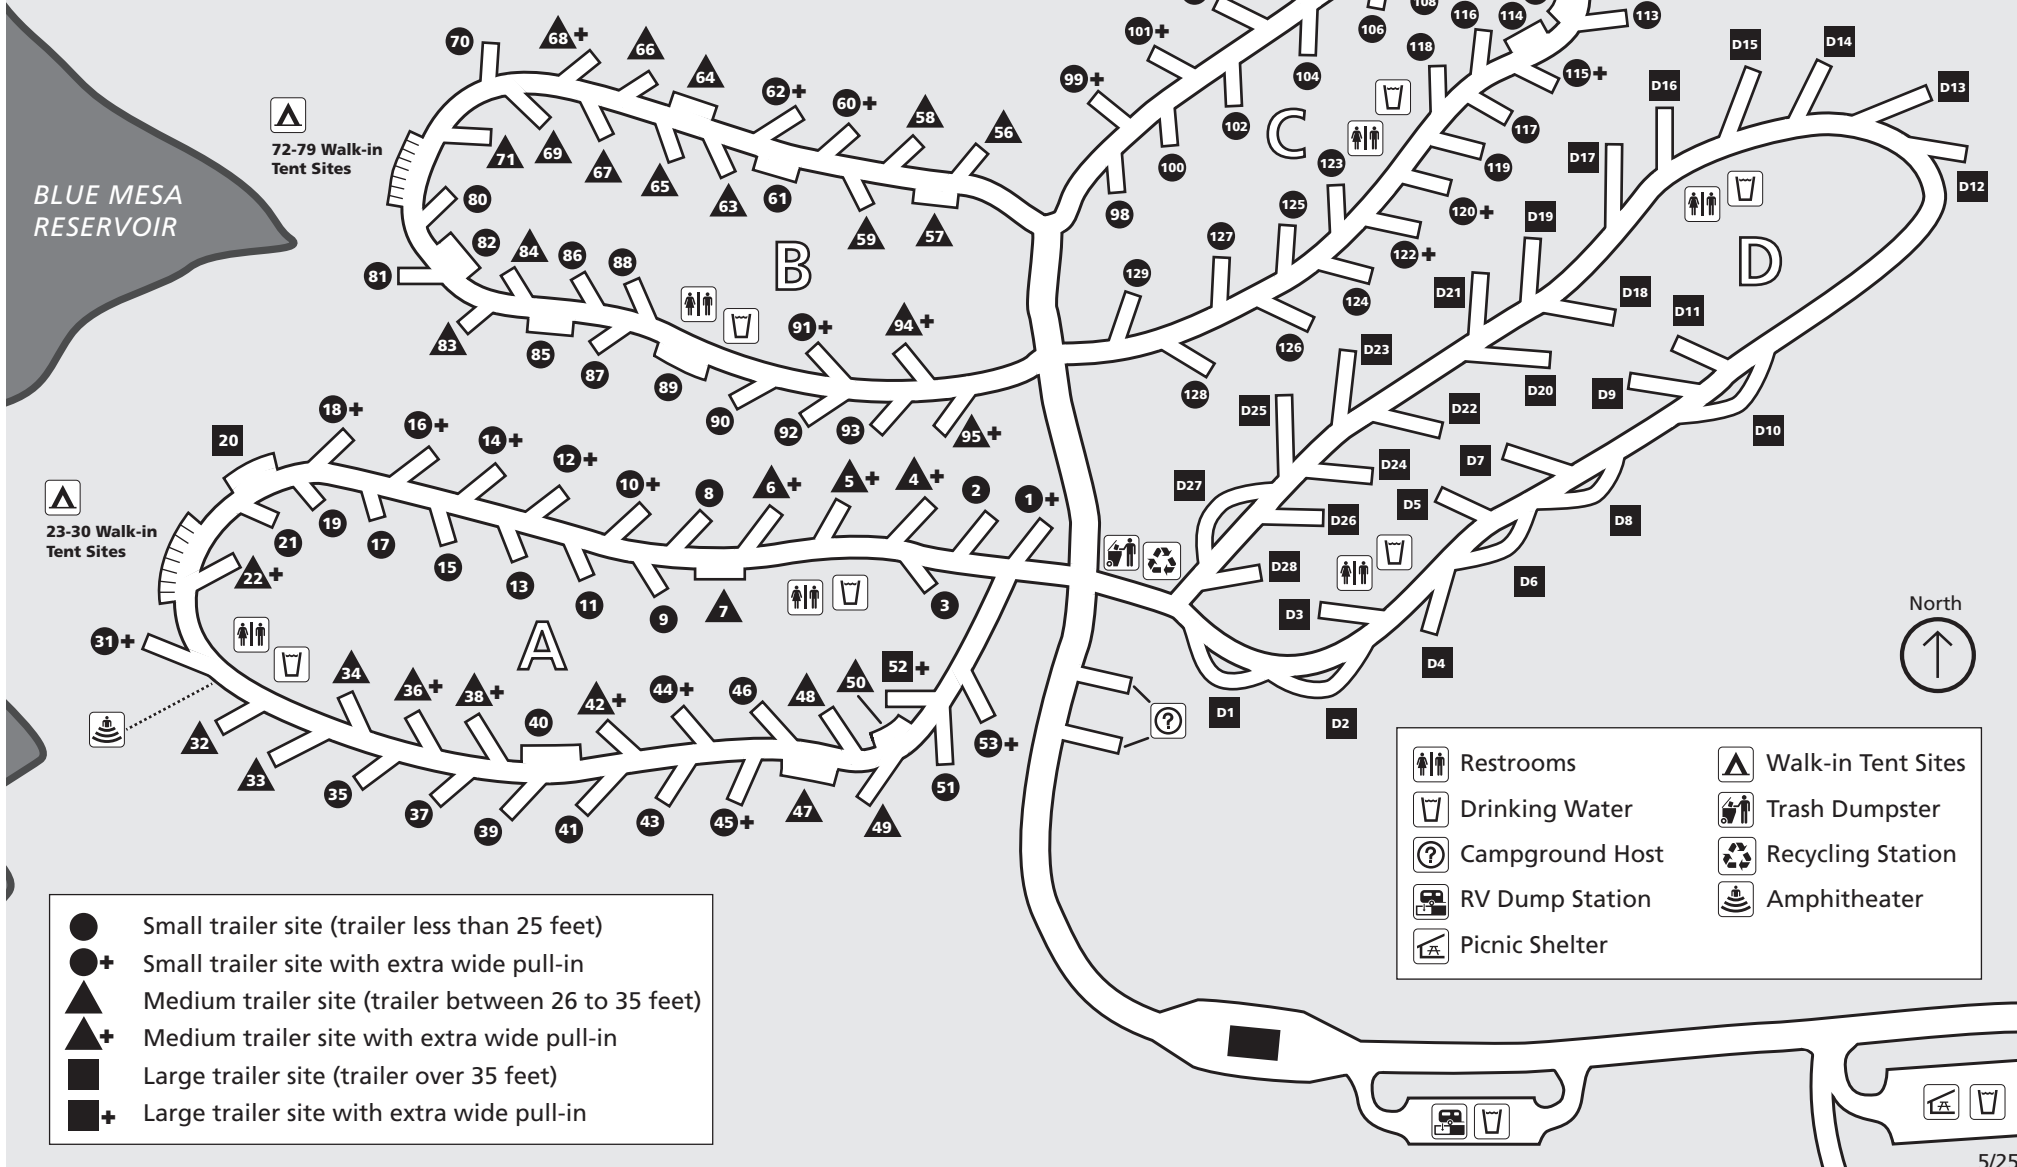 BLUE MESA
RESERVOIR
72-79 Walk-in
Tent Sites
70
68+
66
64
62+
60+
58
56
71
69
67
65
63
61
59
57
80
82
84
86
88
81
83
85
87
89
90
91+
92
93
94+
95+
B
101+
99+
98
100
102
104
106
108
116
114
113
118
115+
117
119
120+
122+
123
124
125
126
127
128
129
C
D15
D14
D13
D16
D17
D12
D19
D18
D21
D11
D23
D20
D9
D25
D22
D10
D24
D7
D27
D5
D26
D8
D28
D6
D3
D4
D1
D2
D
23-30 Walk-in
Tent Sites
20
18+
16+
14+
12+
10+
8
6+
5+
4+
2
1+
21
19
17
15
13
11
9
7
3
22+
31+
32
33
34
35
36+
37
38+
39
40
41
42+
43
44+
45+
46
47
48
49
50
51
52+
53+
A
North
Restrooms
Drinking Water
Campground Host
RV Dump Station
Picnic Shelter
Walk-in Tent Sites
Trash Dumpster
Recycling Station
Amphitheater
Small trailer site (trailer less than 25 feet)
+ Small trailer site with extra wide pull-in
Medium trailer site (trailer between 26 to 35 feet)
+ Medium trailer site with extra wide pull-in
Large trailer site (trailer over 35 feet)
+ Large trailer site with extra wide pull-in
5/25